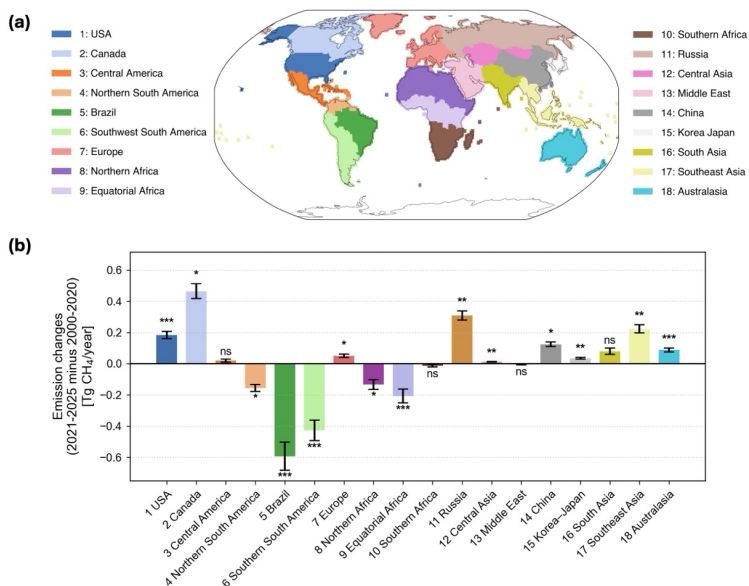 (a)
1: USA
2: Canada
3: Central America
4: Northern South America
5: Brazil
6: Southwest South America
7: Europe
8: Northern Africa
9: Equatorial Africa
10: Southern Africa
11: Russia
12: Central Asia
13: Middle East
14: China
15: Korea Japan
16: South Asia
17: Southeast Asia
18: Australasia
(b)
Emission changes
(2021-2025 minus 2000-2020)
[Tg CH₄/year]
0.6
0.4
0.2
0.0
−0.2
−0.4
−0.6
***
*
ns
*
***
***
*
*
***
ns
**
**
ns
*
**
ns
**
***
1 USA
2 Canada
3 Central America
4 Northern South America
5 Brazil
6 Southern South America
7 Europe
8 Northern Africa
9 Equatorial Africa
10 Southern Africa
11 Russia
12 Central Asia
13 Middle East
14 China
15 Korea–Japan
16 South Asia
17 Southeast Asia
18 Australasia